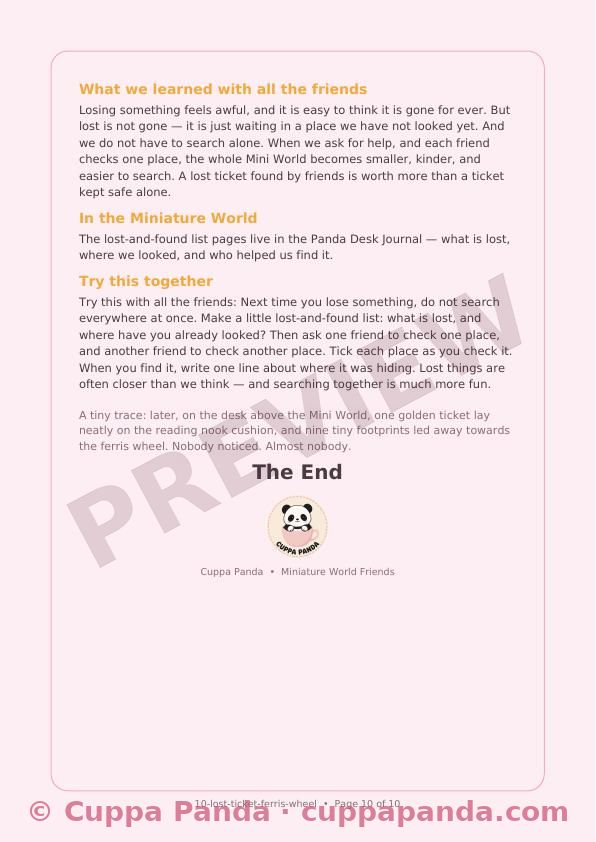 What we learned with all the friends
Losing something feels awful, and it is easy to think it is gone for ever. But
lost is not gone — it is just waiting in a place we have not looked yet. And
we do not have to search alone. When we ask for help, and each friend
checks one place, the whole Mini World becomes smaller, kinder, and
easier to search. A lost ticket found by friends is worth more than a ticket
kept safe alone.
In the Miniature World
The lost-and-found list pages live in the Panda Desk Journal — what is lost,
where we looked, and who helped us find it.
Try this together
Try this with all the friends: Next time you lose something, do not search
everywhere at once. Make a little lost-and-found list: what is lost, and
where have you already looked? Then ask one friend to check one place,
and another friend to check another place. Tick each place as you check it.
When you find it, write one line about where it was hiding. Lost things are
often closer than we think — and searching together is much more fun.
A tiny trace: later, on the desk above the Mini World, one golden ticket lay
neatly on the reading nook cushion, and nine tiny footprints led away towards
the ferris wheel. Nobody noticed. Almost nobody.
PREVIEW
The End
CUPPA PANDA
Cuppa Panda • Miniature World Friends
10-lost-ticket-ferris-wheel • Page 10 of 10
© Cuppa Panda · cuppapanda.com